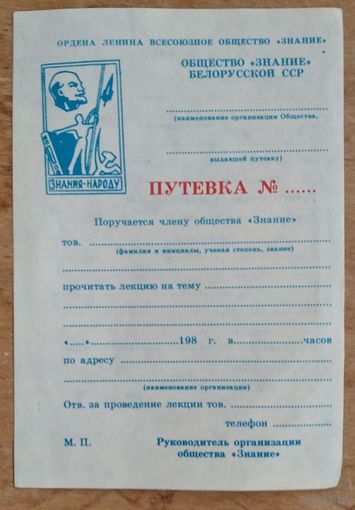 ОРДЕНА ЛЕНИНА ВСЕСОЮЗНОЕ ОБЩЕСТВО «ЗНАНИЕ»
ОБЩЕСТВО «ЗНАНИЕ»
БЕЛОРУССКОЙ ССР
(наименование организации Общества,
выдавшей путевку)
ЗНАНИЯ-НАРОДУ
ПУТЕВКА № ......
Поручается члену общества «Знание»
тов. ..........
(фамилия и инициалы, ученая степень, звание)
прочитать лекцию на тему ..........
«.....»..........198 г. в..........часов
по адресу ..........
(наименование организации)
Отв. за проведение лекции тов. ..........
телефон ..........
М. П. Руководитель организации
общества «Знание»